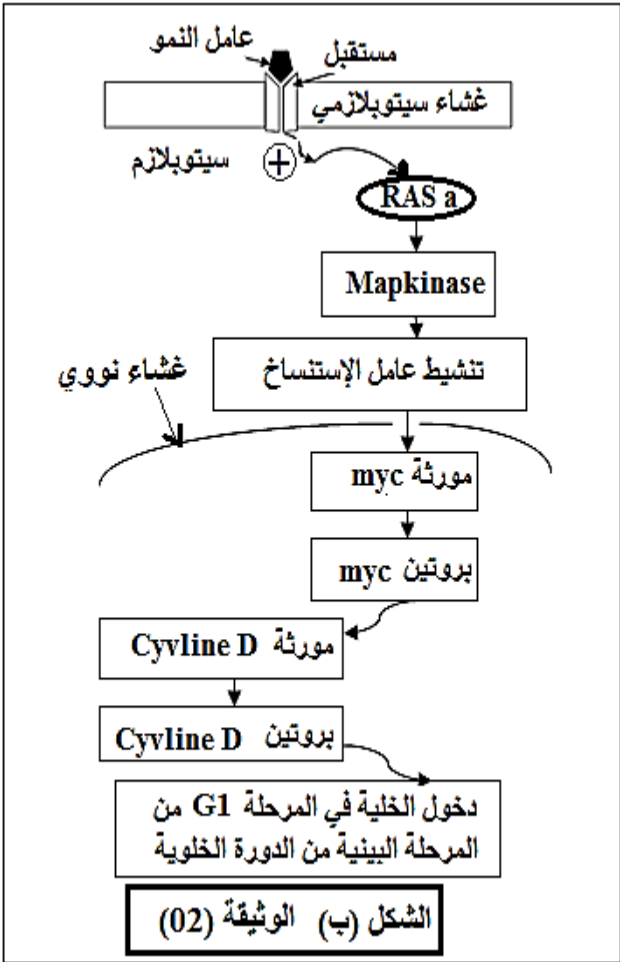 عامل النمو
مستقبل
غشاء سيتوبلازمي
سيتوبلازم
+
RAS a
Mapkinase
تنشيط عامل الإستنساخ
غشاء نووي
مورثة myc
بروتين myc
مورثة Cyvline D
بروتين Cyvline D
دخول الخلية في المرحلة G1 من
المرحلة البينية من الدورة الخلوية
الشكل (ب) الوثيقة (02)